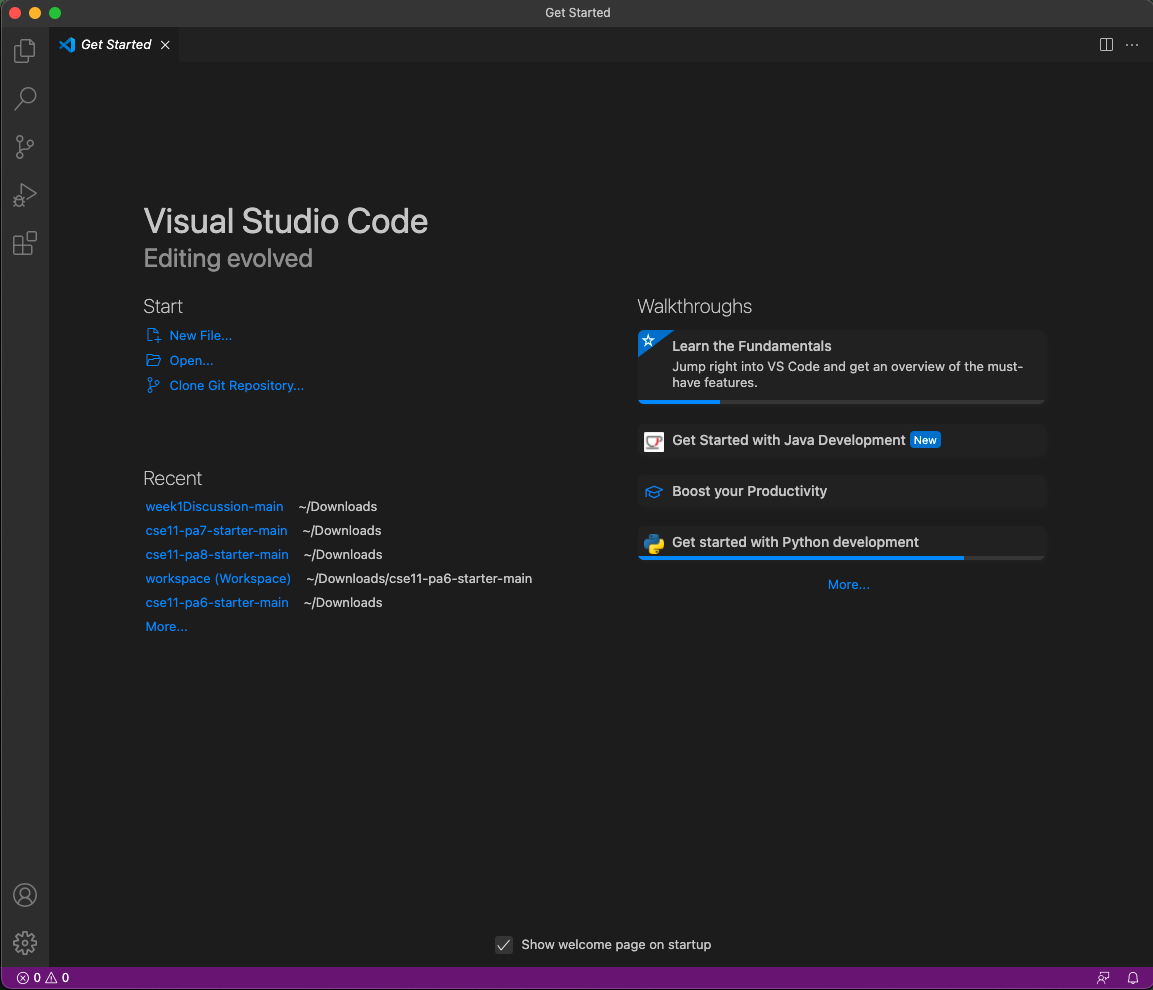 Get Started
Get Started
Visual Studio Code
Editing evolved
Start
New File...
Open...
Clone Git Repository...
Recent
week1Discussion-main ~/Downloads
cse11-pa7-starter-main ~/Downloads
cse11-pa8-starter-main ~/Downloads
workspace (Workspace) ~/Downloads/cse11-pa6-starter-main
cse11-pa6-starter-main ~/Downloads
More...
Walkthroughs
Learn the Fundamentals
Jump right into VS Code and get an overview of the must-
have features.
Get Started with Java Development New
Boost your Productivity
Get started with Python development
More...
Show welcome page on startup
0 0